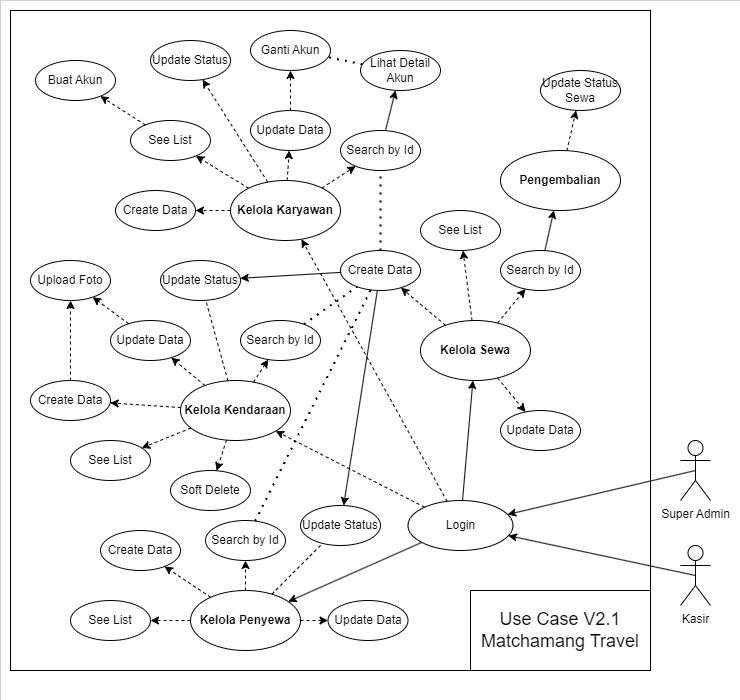 Ganti Akun
Update Status
Lihat Detail
Akun
Buat Akun
Update Status
Sewa
Update Data
See List
Search by Id
Pengembalian
Create Data
Kelola Karyawan
See List
Upload Foto
Update Status
Create Data
Search by Id
Update Data
Search by Id
Kelola Sewa
Create Data
Kelola Kendaraan
Update Data
See List
Soft Delete
Super Admin
Search by Id
Update Status
Login
Create Data
See List
Kelola Penyewa
Update Data
Kasir
Use Case V2.1
Matchamang Travel